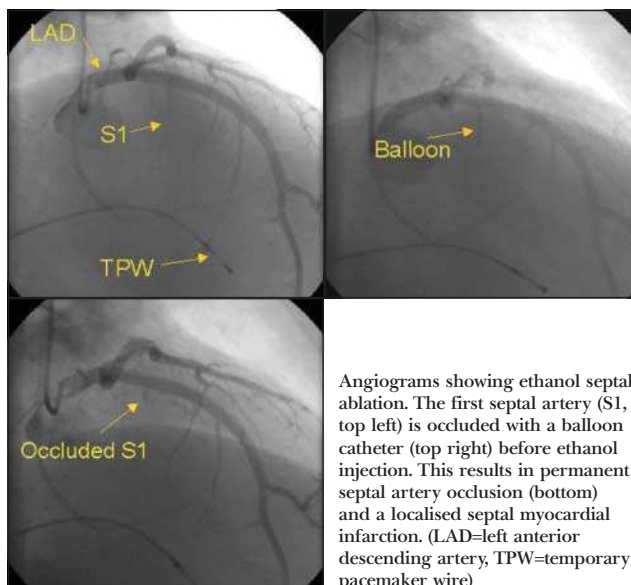 LAD
S1
TPW
Balloon
Occluded S1
Angiograms showing ethanol septal
ablation. The first septal artery (S1,
top left) is occluded with a balloon
catheter (top right) before ethanol
injection. This results in permanent
septal artery occlusion (bottom)
and a localised septal myocardial
infarction. (LAD=left anterior
descending artery, TPW=temporary
pacemaker wire)